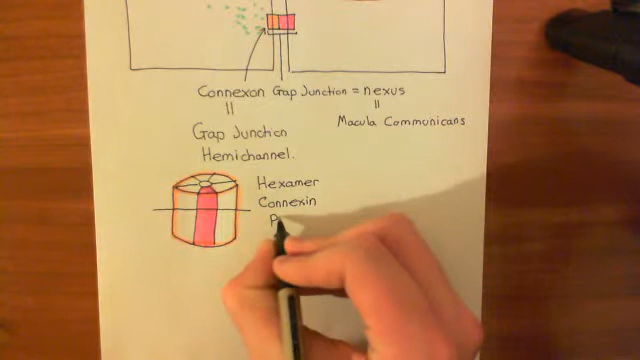 Connexon Gap Junction = nexus
=
Gap Junction
Hemichannel.
=
Macula Communicans
Hexamer
Connexin
P